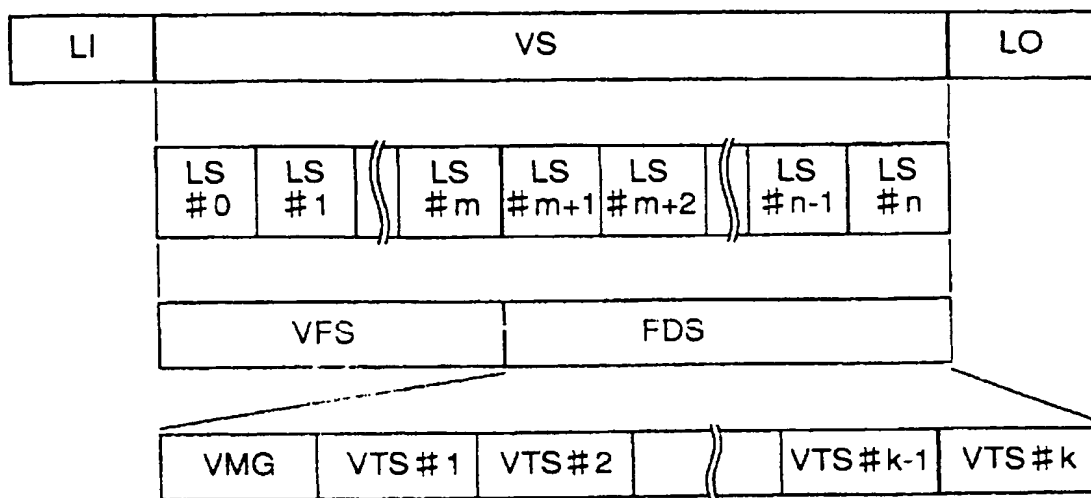 LI VS LO
LS LS LS LS LS LS LS
#0 #1 #m #m+1 #m+2 #n-1 #n
VFS FDS
VMG VTS#1 VTS#2 VTS#k-1 VTS#k